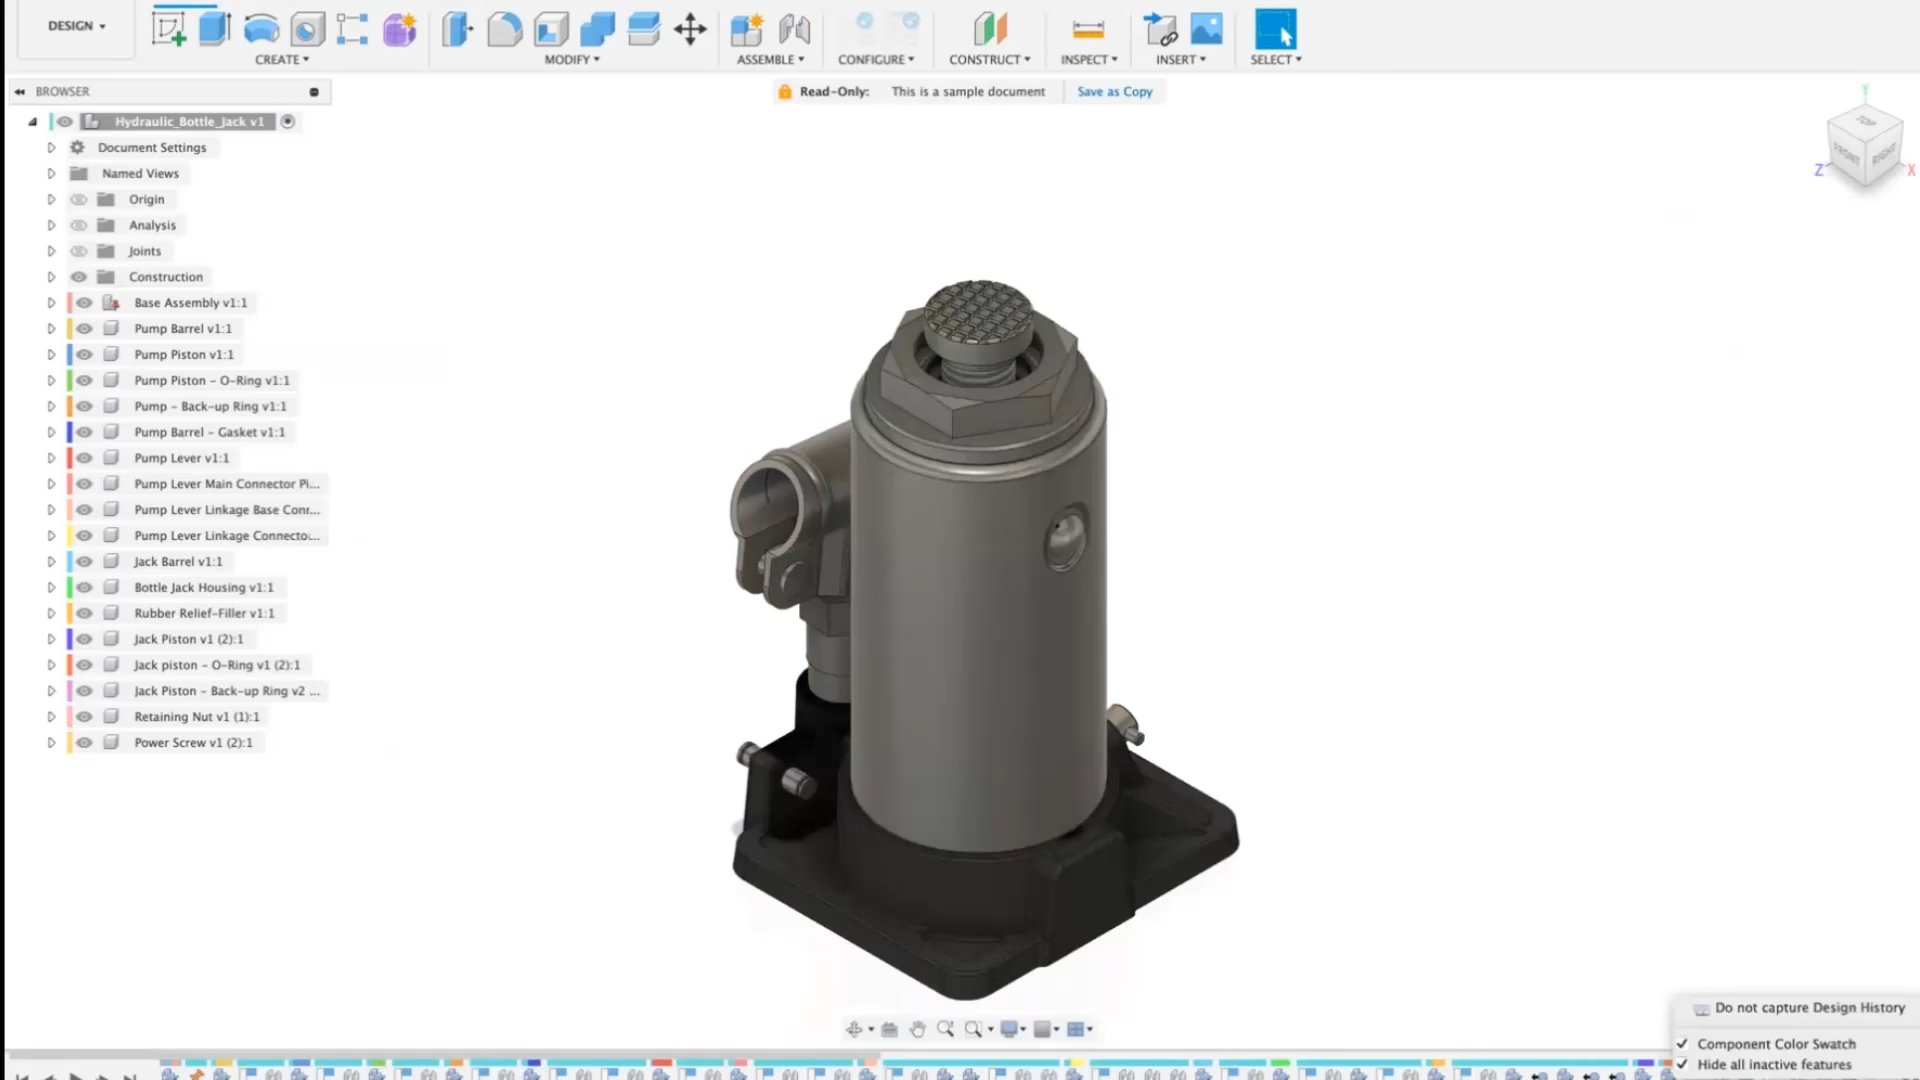 DESIGN
CREATE
MODIFY
ASSEMBLE
CONFIGURE
CONSTRUCT
INSPECT
INSERT
SELECT
BROWSER
Read-Only: This is a sample document Save as Copy
Hydraulic_Bottle_Jack v1
Document Settings
Named Views
Origin
Analysis
Joints
Construction
Base Assembly v1:1
Pump Barrel v1:1
Pump Piston v1:1
Pump Piston - O-Ring v1:1
Pump - Back-up Ring v1:1
Pump Barrel - Gasket v1:1
Pump Lever v1:1
Pump Lever Main Connector Pi...
Pump Lever Linkage Base Conr...
Pump Lever Linkage Connecto...
Jack Barrel v1:1
Bottle Jack Housing v1:1
Rubber Relief-Filler v1:1
Jack Piston v1 (2):1
Jack piston - O-Ring v1 (2):1
Jack Piston - Back-up Ring v2 ...
Retaining Nut v1 (1):1
Power Screw v1 (2):1
Y
TOP
FRONT
RIGHT
Z
X
Do not capture Design History
Component Color Swatch
Hide all inactive features